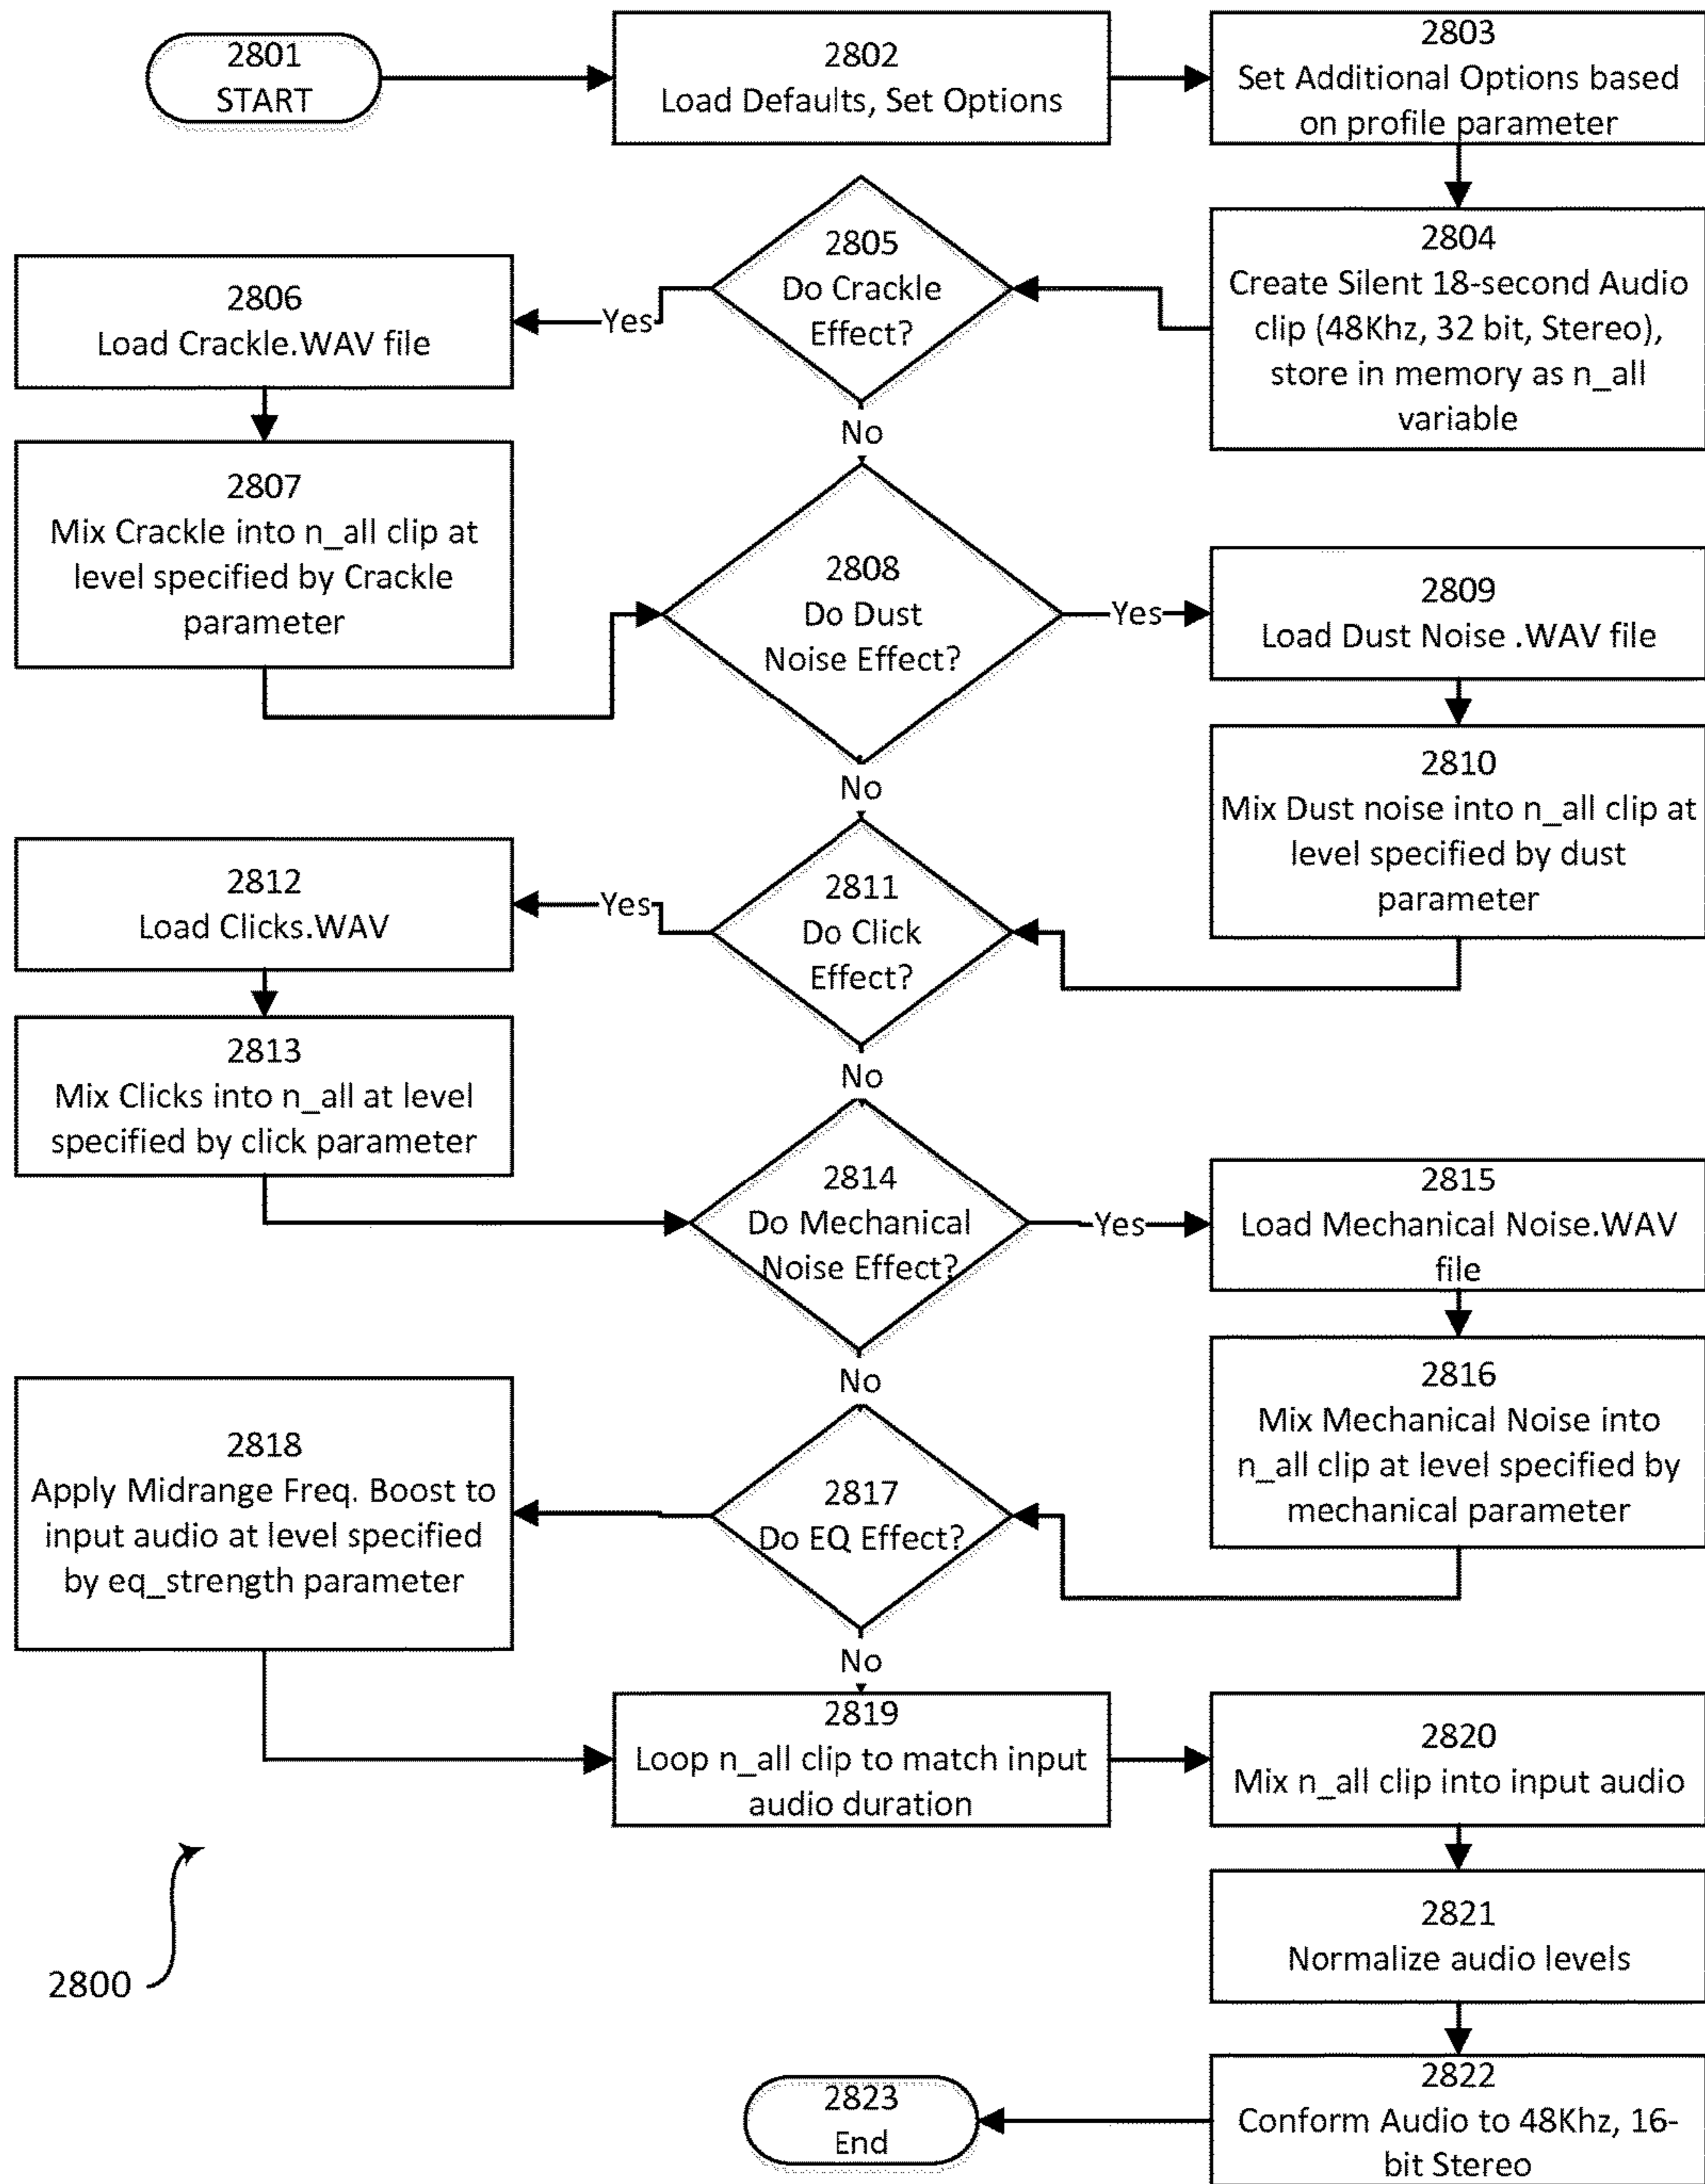 2801
START
2802
Load Defaults, Set Options
2803
Set Additional Options based
on profile parameter
2804
Create Silent 18-second Audio
clip (48Khz, 32 bit, Stereo),
store in memory as n_all
variable
2805
Do Crackle
Effect?
Yes
No
2806
Load Crackle.WAV file
2807
Mix Crackle into n_all clip at
level specified by Crackle
parameter
2808
Do Dust
Noise Effect?
Yes
No
2809
Load Dust Noise .WAV file
2810
Mix Dust noise into n_all clip at
level specified by dust
parameter
2811
Do Click
Effect?
Yes
No
2812
Load Clicks.WAV
2813
Mix Clicks into n_all at level
specified by click parameter
2814
Do Mechanical
Noise Effect?
Yes
No
2815
Load Mechanical Noise.WAV
file
2816
Mix Mechanical Noise into
n_all clip at level specified by
mechanical parameter
2817
Do EQ Effect?
No
2818
Apply Midrange Freq. Boost to
input audio at level specified
by eq_strength parameter
2819
Loop n_all clip to match input
audio duration
2820
Mix n_all clip into input audio
2821
Normalize audio levels
2822
Conform Audio to 48Khz, 16-
bit Stereo
2823
End
2800